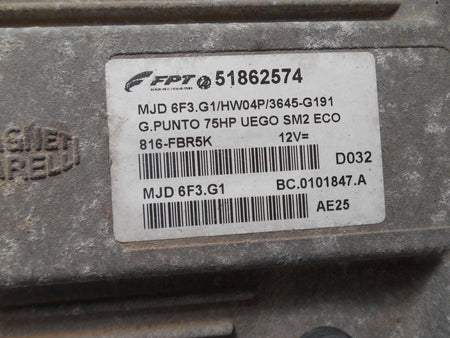 FPT 51862574
MJD 6F3.G1/HW04P/3645-G191
G.PUNTO 75HP UEGO SM2 ECO
816-FBR5K 12V=
D032
MJD 6F3.G1 BC.0101847.A
AE25
MAGNETI
MARELLI